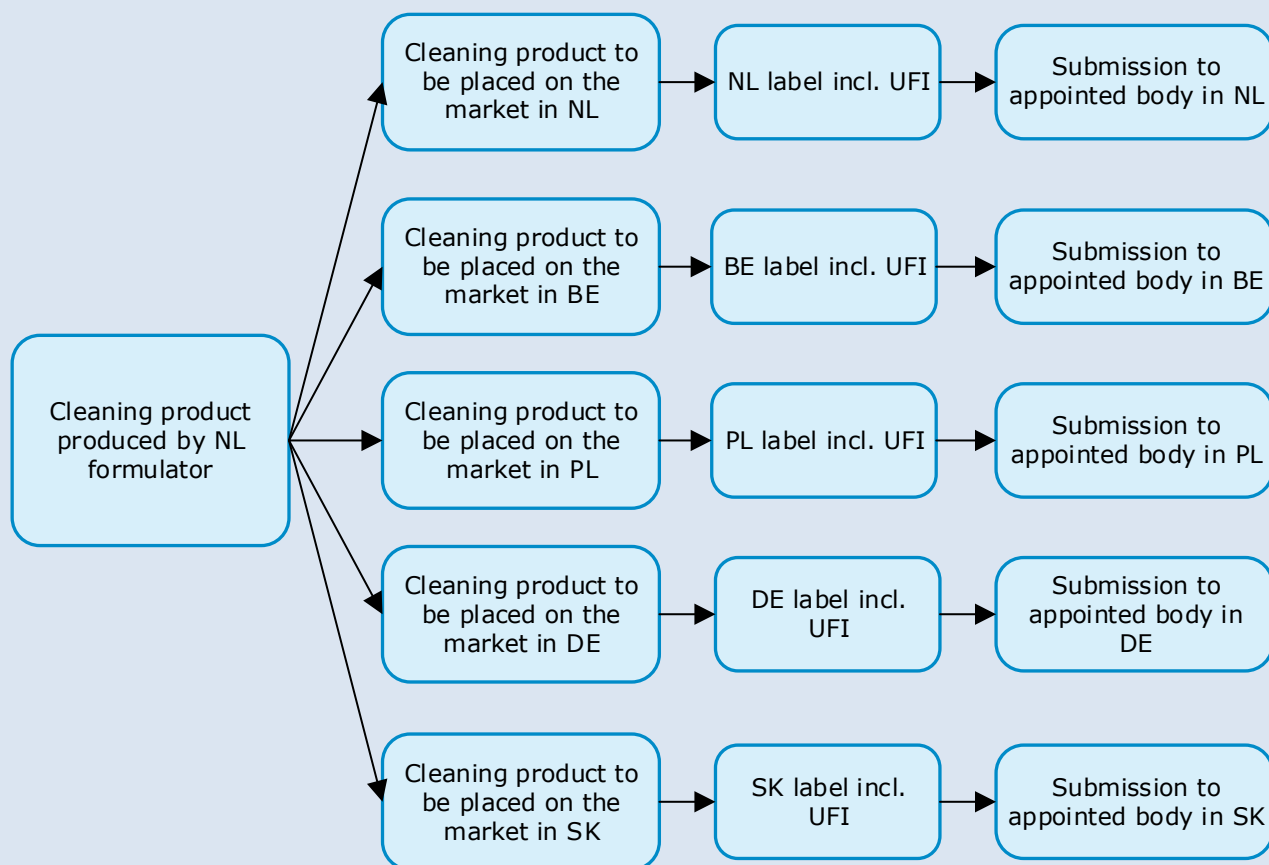 Cleaning product to
be placed on the
market in NL
NL label incl. UFI
Submission to
appointed body in NL
Cleaning product to
be placed on the
market in BE
BE label incl. UFI
Submission to
appointed body in BE
Cleaning product
produced by NL
formulator
Cleaning product to
be placed on the
market in PL
PL label incl. UFI
Submission to
appointed body in PL
Cleaning product to
be placed on the
market in DE
DE label incl.
UFI
Submission to
appointed body in
DE
Cleaning product to
be placed on the
market in SK
SK label incl.
UFI
Submission to
appointed body in SK